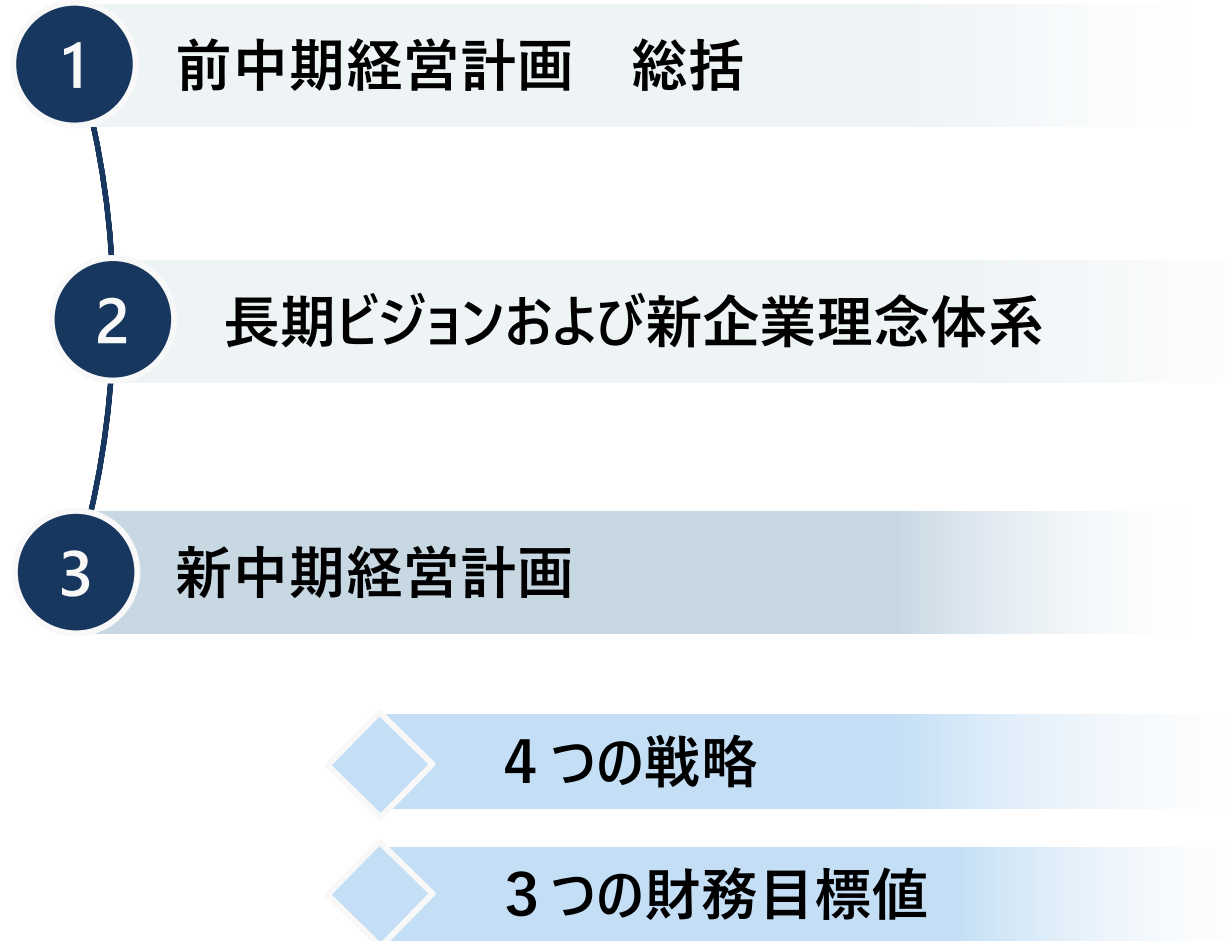 1 前中期経営計画　総括
2 長期ビジョンおよび新企業理念体系
3 新中期経営計画
4つの戦略
3つの財務目標値